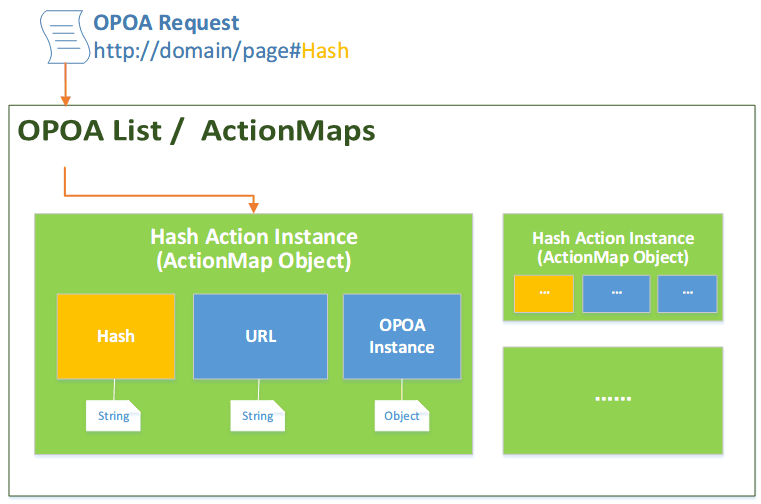 OPOA Request
http://domain/page#Hash
OPOA List /  ActionMaps
Hash Action Instance
(ActionMap Object)
Hash
URL
OPOA
Instance
String
String
Object
Hash Action Instance
(ActionMap Object)
...
...
...
......